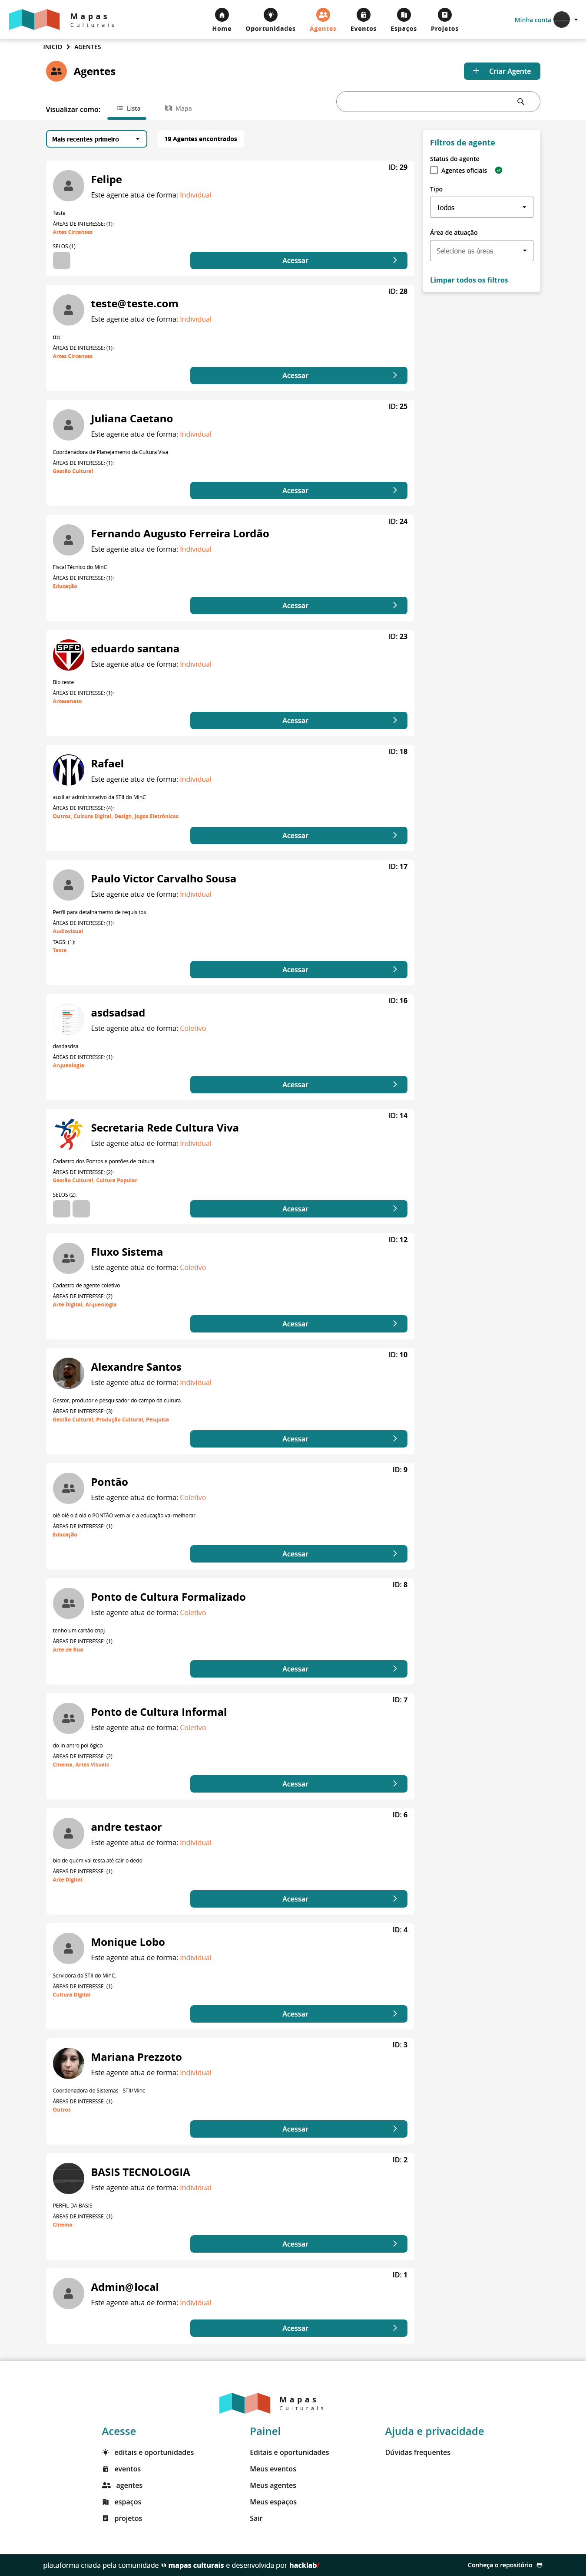 Mapas
Culturais
Home
Oportunidades
Agentes
Eventos
Espaços
Projetos
Minha conta
INICIO
AGENTES
Agentes
Criar Agente
Visualizar como:
Lista
Mapa
Mais recentes primeiro
19 Agentes encontrados
Filtros de agente
Status do agente
Agentes oficiais
Tipo
Todos
Área de atuação
Selecione as áreas
Limpar todos os filtros
ID: 29
Felipe
Este agente atua de forma: Individual
Teste
ÁREAS DE INTERESSE: (1):
Artes Circenses
SELOS (1):
Acessar
ID: 28
teste@teste.com
Este agente atua de forma: Individual
tttt
ÁREAS DE INTERESSE: (1):
Artes Circenses
Acessar
ID: 25
Juliana Caetano
Este agente atua de forma: Individual
Coordenadora de Planejamento da Cultura Viva
ÁREAS DE INTERESSE: (1):
Gestão Cultural
Acessar
ID: 24
Fernando Augusto Ferreira Lordão
Este agente atua de forma: Individual
Fiscal Técnico do MinC
ÁREAS DE INTERESSE: (1):
Educação
Acessar
ID: 23
SPFC
eduardo santana
Este agente atua de forma: Individual
Bio teste
ÁREAS DE INTERESSE: (1):
Artesanato
Acessar
ID: 18
Rafael
Este agente atua de forma: Individual
auxiliar administrativo da STII do MinC
ÁREAS DE INTERESSE: (4):
Outros, Cultura Digital, Design, Jogos Eletrônicos
Acessar
ID: 17
Paulo Victor Carvalho Sousa
Este agente atua de forma: Individual
Perfil para detalhamento de requisitos.
ÁREAS DE INTERESSE: (1):
Audiovisual
TAGS: (1):
Teste
Acessar
ID: 16
asdsadsad
Este agente atua de forma: Coletivo
dasdasdsa
ÁREAS DE INTERESSE: (1):
Arqueologia
Acessar
ID: 14
Secretaria Rede Cultura Viva
Este agente atua de forma: Individual
Cadastro dos Pontos e pontões de cultura
ÁREAS DE INTERESSE: (2):
Gestão Cultural, Cultura Popular
SELOS (2):
Acessar
ID: 12
Fluxo Sistema
Este agente atua de forma: Coletivo
Cadastro de agente coletivo
ÁREAS DE INTERESSE: (2):
Arte Digital, Arqueologia
Acessar
ID: 10
Alexandre Santos
Este agente atua de forma: Individual
Gestor, produtor e pesquisador do campo da cultura.
ÁREAS DE INTERESSE: (3):
Gestão Cultural, Produção Cultural, Pesquisa
Acessar
ID: 9
Pontão
Este agente atua de forma: Coletivo
olê olê olá olá o PONTÃO vem aí e a educação vai melhorar
ÁREAS DE INTERESSE: (1):
Educação
Acessar
ID: 8
Ponto de Cultura Formalizado
Este agente atua de forma: Coletivo
tenho um cartão cnpj
ÁREAS DE INTERESSE: (1):
Arte de Rua
Acessar
ID: 7
Ponto de Cultura Informal
Este agente atua de forma: Coletivo
do in antro pol ógico
ÁREAS DE INTERESSE: (2):
Cinema, Artes Visuais
Acessar
ID: 6
andre testaor
Este agente atua de forma: Individual
bio de quem vai testa até cair o dedo
ÁREAS DE INTERESSE: (1):
Arte Digital
Acessar
ID: 4
Monique Lobo
Este agente atua de forma: Individual
Servidora da STII do MinC.
ÁREAS DE INTERESSE: (1):
Cultura Digital
Acessar
ID: 3
Mariana Prezzoto
Este agente atua de forma: Individual
Coordenadora de Sistemas - STII/Minc
ÁREAS DE INTERESSE: (1):
Outros
Acessar
ID: 2
BASIS TECNOLOGIA
Este agente atua de forma: Individual
PERFIL DA BASIS
ÁREAS DE INTERESSE: (1):
Cinema
Acessar
ID: 1
Admin@local
Este agente atua de forma: Individual
Acessar
Mapas
Culturais
Acesse
editais e oportunidades
eventos
agentes
espaços
projetos
Painel
Editais e oportunidades
Meus eventos
Meus agentes
Meus espaços
Sair
Ajuda e privacidade
Dúvidas frequentes
plataforma criada pela comunidade mapas culturais e desenvolvida por hacklab/
Conheça o repositório